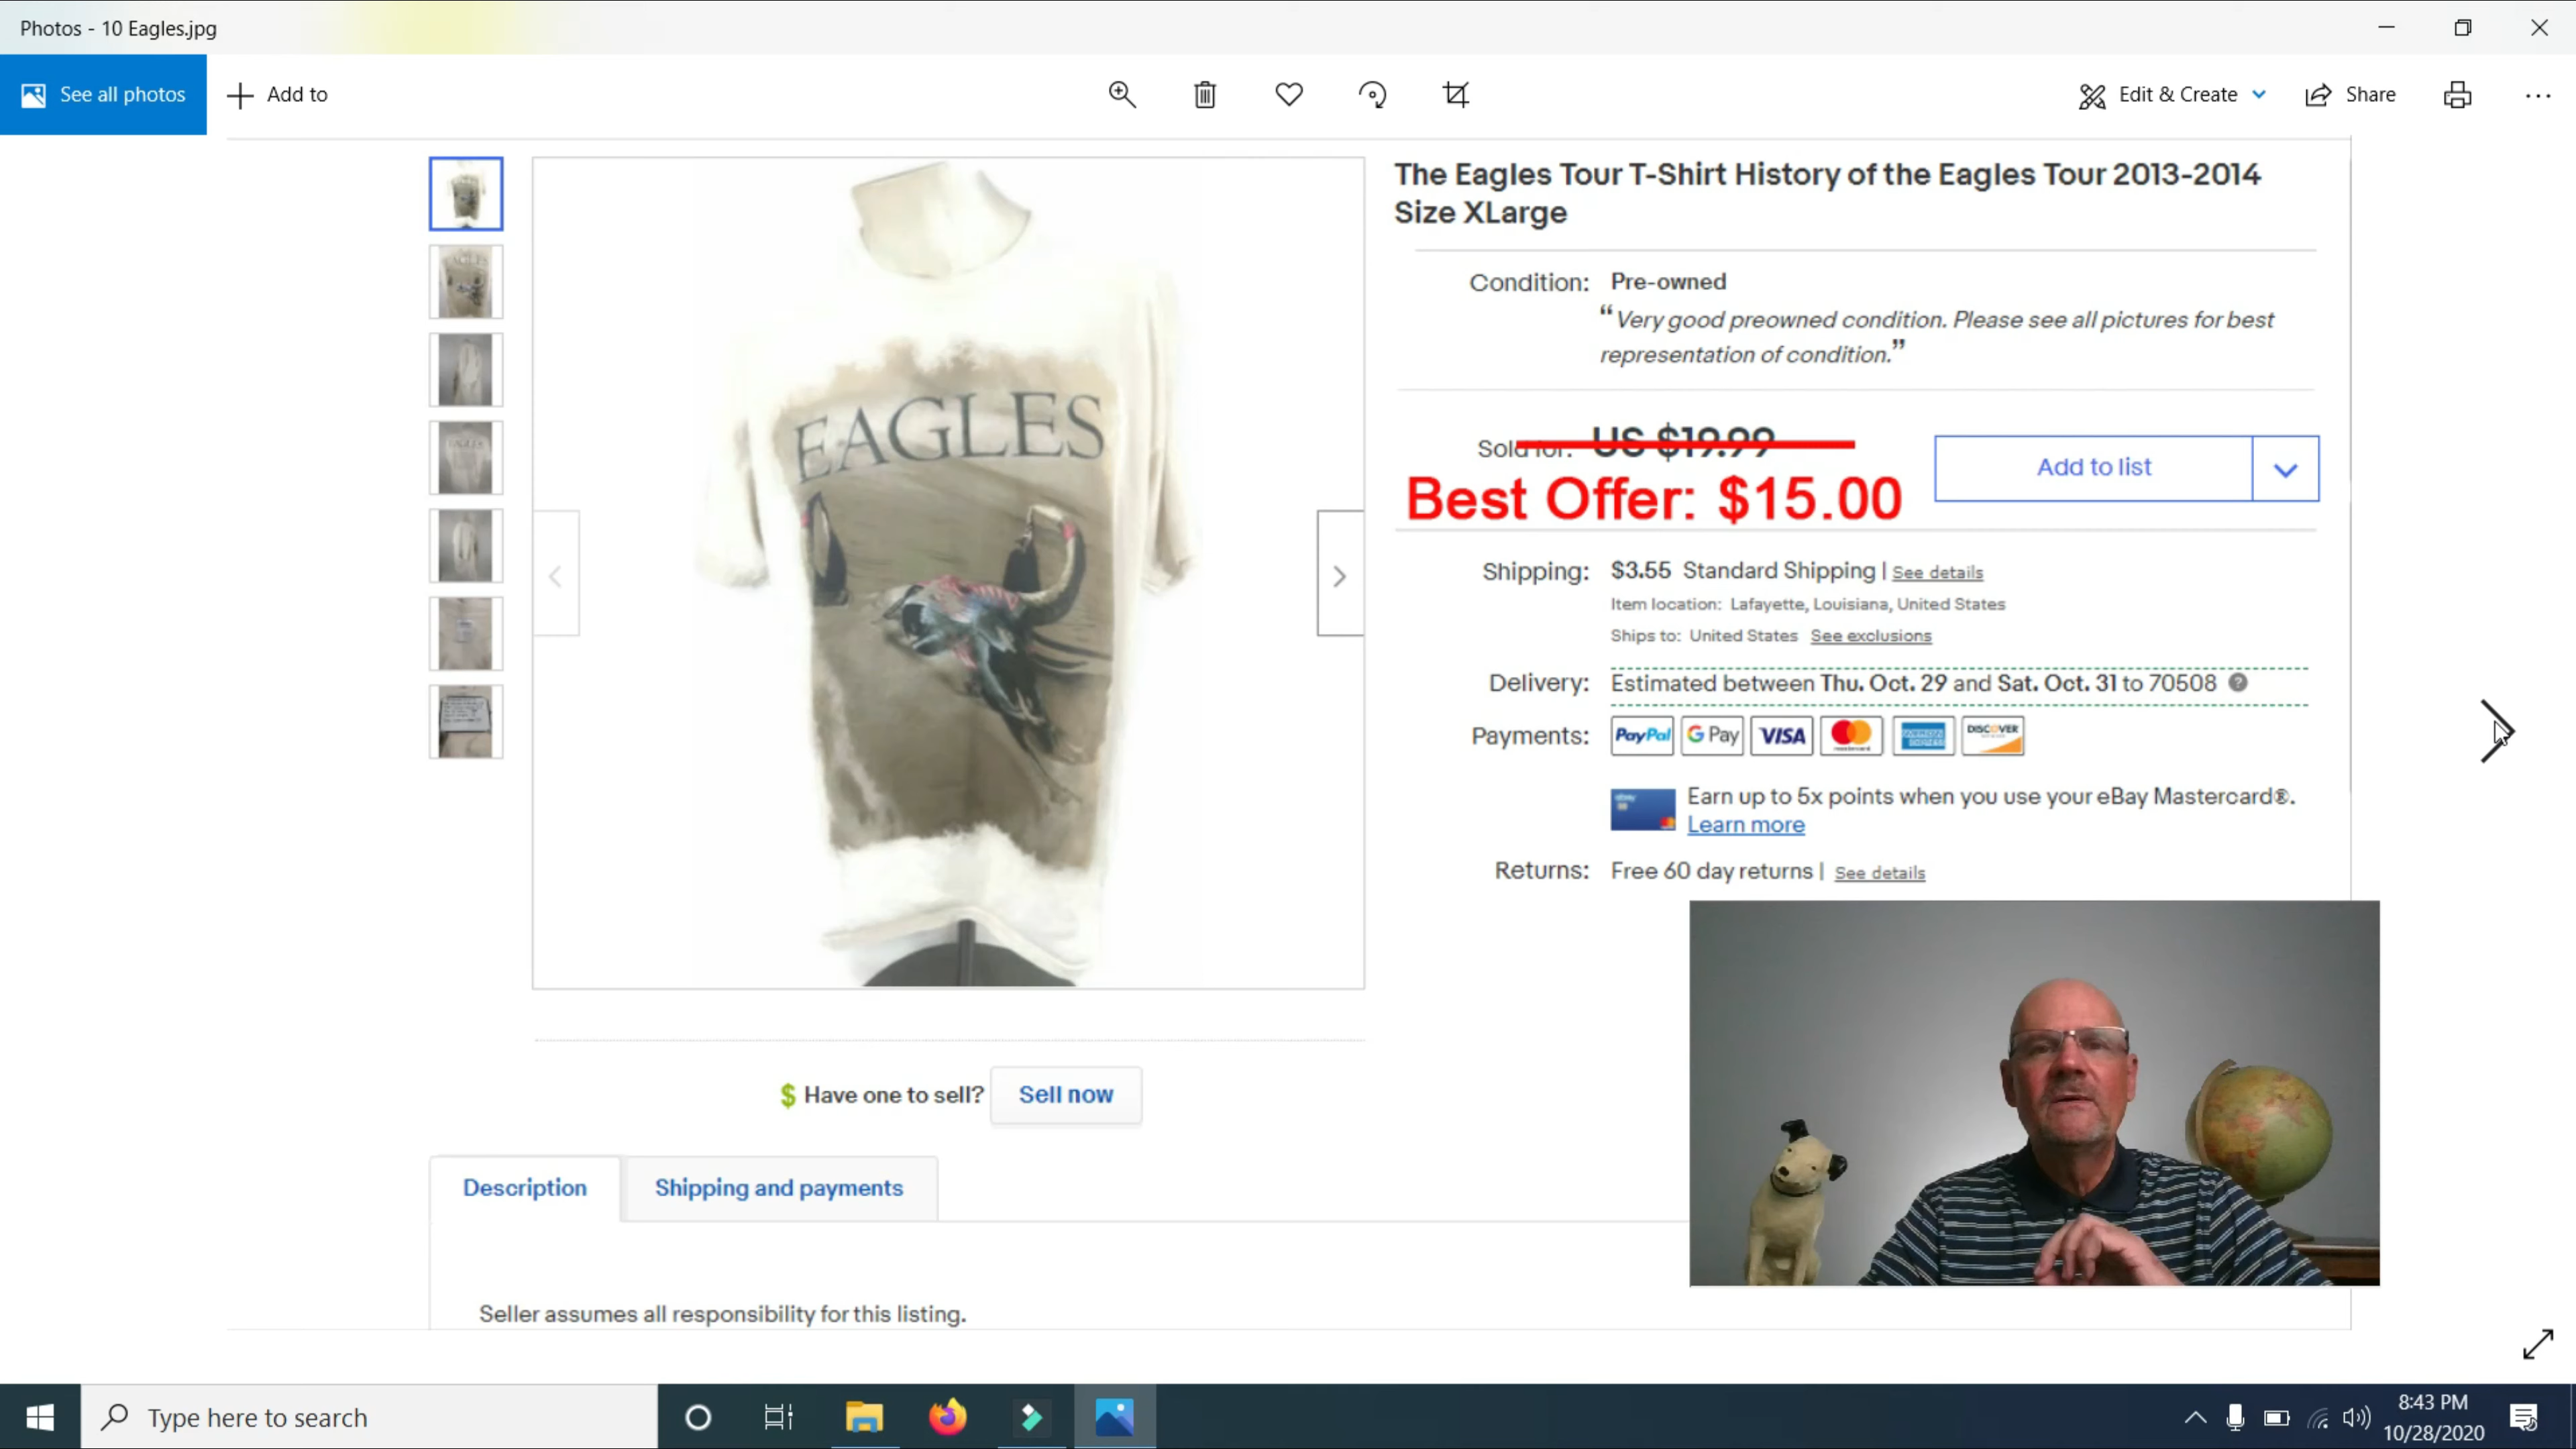 Photos - 10 Eagles.jpg
See all photos
Add to
Edit & Create
Share
The Eagles Tour T-Shirt History of the Eagles Tour 2013-2014
Size XLarge
Condition: Pre-owned
“Very good preowned condition. Please see all pictures for best
representation of condition.”
EAGLES
Sold for: US $19.99
Add to list
Best Offer: $15.00
Shipping: $3.55 Standard Shipping | See details
Item location: Lafayette, Louisiana, United States
Ships to: United States See exclusions
Delivery: Estimated between Thu. Oct. 29 and Sat. Oct. 31 to 70508 ?
Payments: PayPal G Pay VISA mastercard AMERICAN EXPRESS DISCOVER
ebay
Earn up to 5x points when you use your eBay Mastercard®.
Learn more
Returns: Free 60 day returns | See details
$ Have one to sell? Sell now
Description
Shipping and payments
Seller assumes all responsibility for this listing.
Type here to search
8:43 PM
10/28/2020